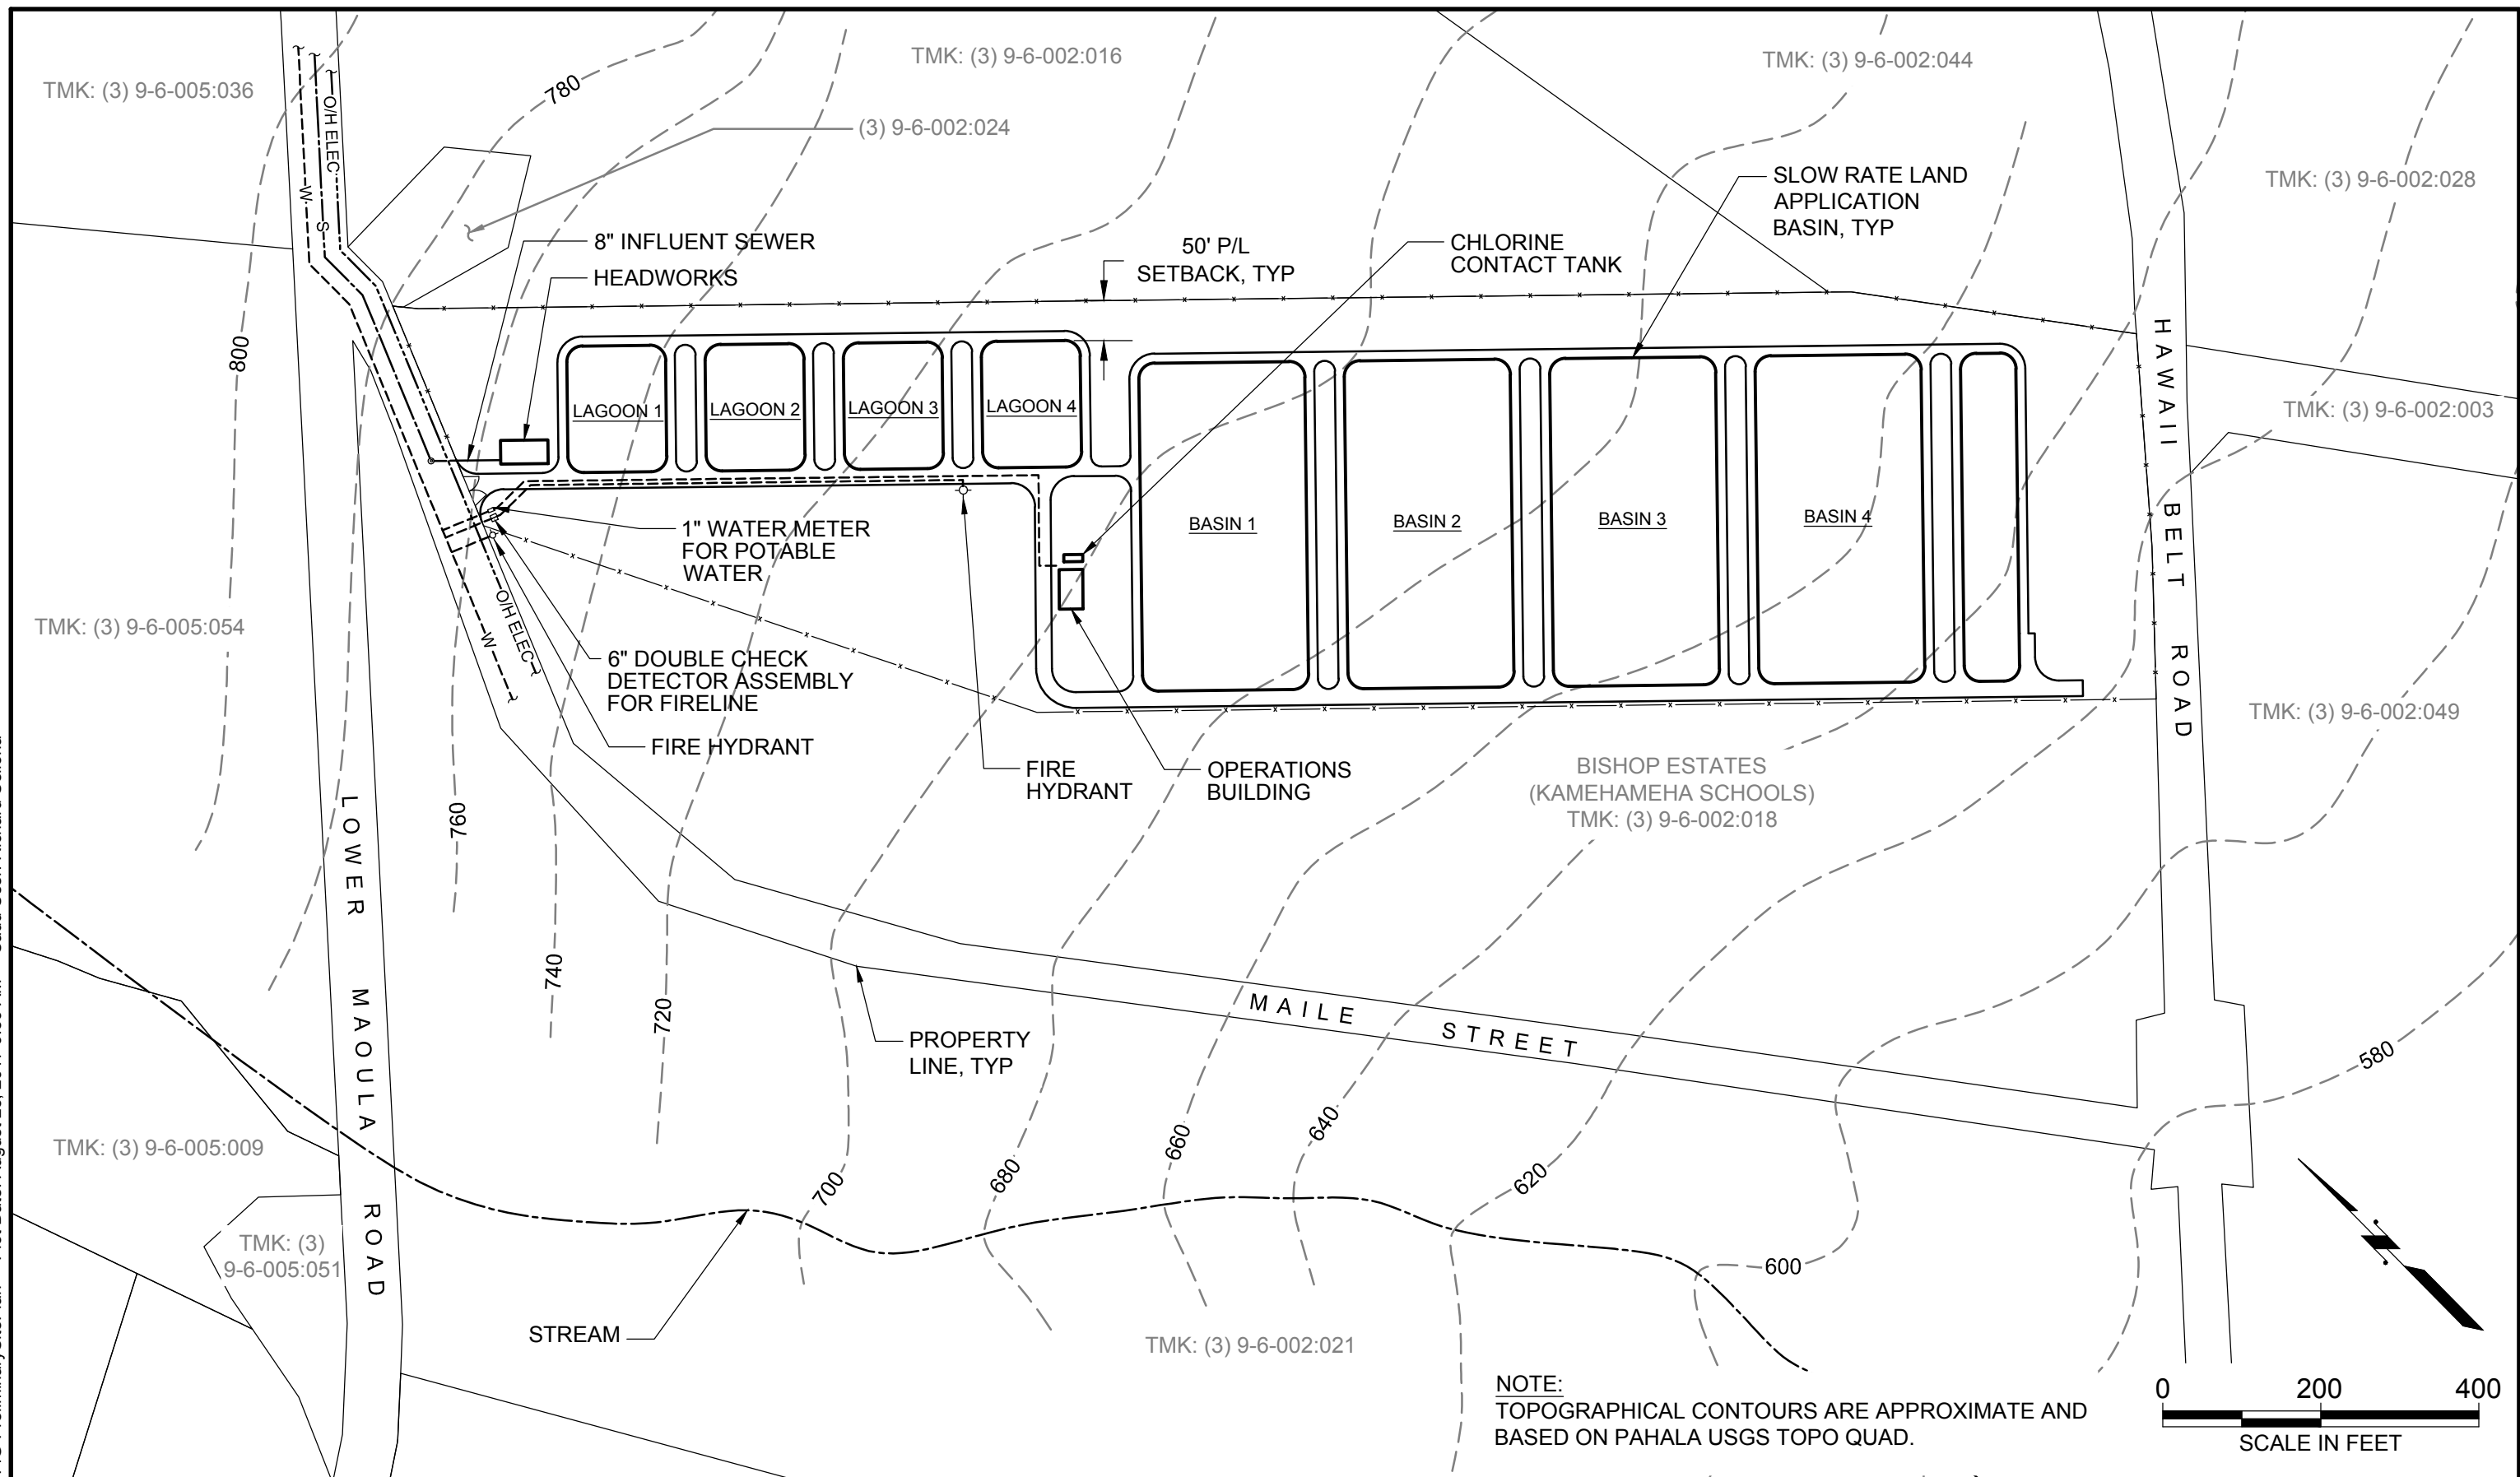 TMK: (3) 9-6-005:036
780
TMK: (3) 9-6-002:016
TMK: (3) 9-6-002:044
O/H ELEC
W
S
(3) 9-6-002:024
SLOW RATE LAND
APPLICATION
BASIN, TYP
TMK: (3) 9-6-002:028
8" INFLUENT SEWER
HEADWORKS
50' P/L
SETBACK, TYP
CHLORINE
CONTACT TANK
800
HAWAII BELT ROAD
LAGOON 1
LAGOON 2
LAGOON 3
LAGOON 4
TMK: (3) 9-6-002:003
BASIN 1
BASIN 2
BASIN 3
BASIN 4
1" WATER METER
FOR POTABLE
WATER
O/H ELEC
W
TMK: (3) 9-6-005:054
6" DOUBLE CHECK
DETECTOR ASSEMBLY
FOR FIRELINE
FIRE HYDRANT
FIRE
HYDRANT
OPERATIONS
BUILDING
BISHOP ESTATES
(KAMEHAMEHA SCHOOLS)
TMK: (3) 9-6-002:018
TMK: (3) 9-6-002:049
LOWER MAOULA ROAD
760
740
720
MAILE STREET
PROPERTY
LINE, TYP
580
TMK: (3) 9-6-005:009
700
680
660
640
620
600
TMK: (3)
9-6-005:051
STREAM
TMK: (3) 9-6-002:021
NOTE:
TOPOGRAPHICAL CONTOURS ARE APPROXIMATE AND
BASED ON PAHALA USGS TOPO QUAD.
0 200 400
SCALE IN FEET